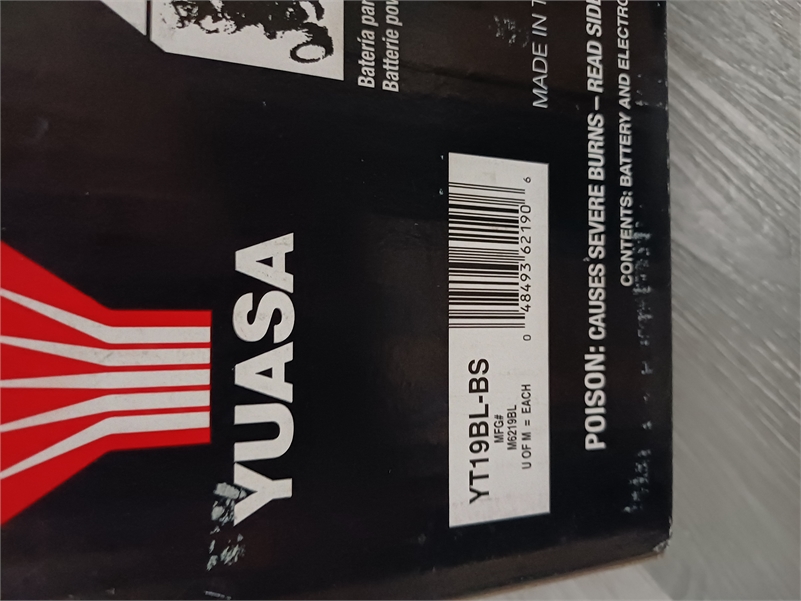 YUASA
Batería par
Batterie pou
MADE IN T
YT19BL-BS
MFG#
M6219BL
U OF M = EACH
0 48493 62190 6
POISON: CAUSES SEVERE BURNS – READ SIDE
CONTENTS: BATTERY AND ELECTRO